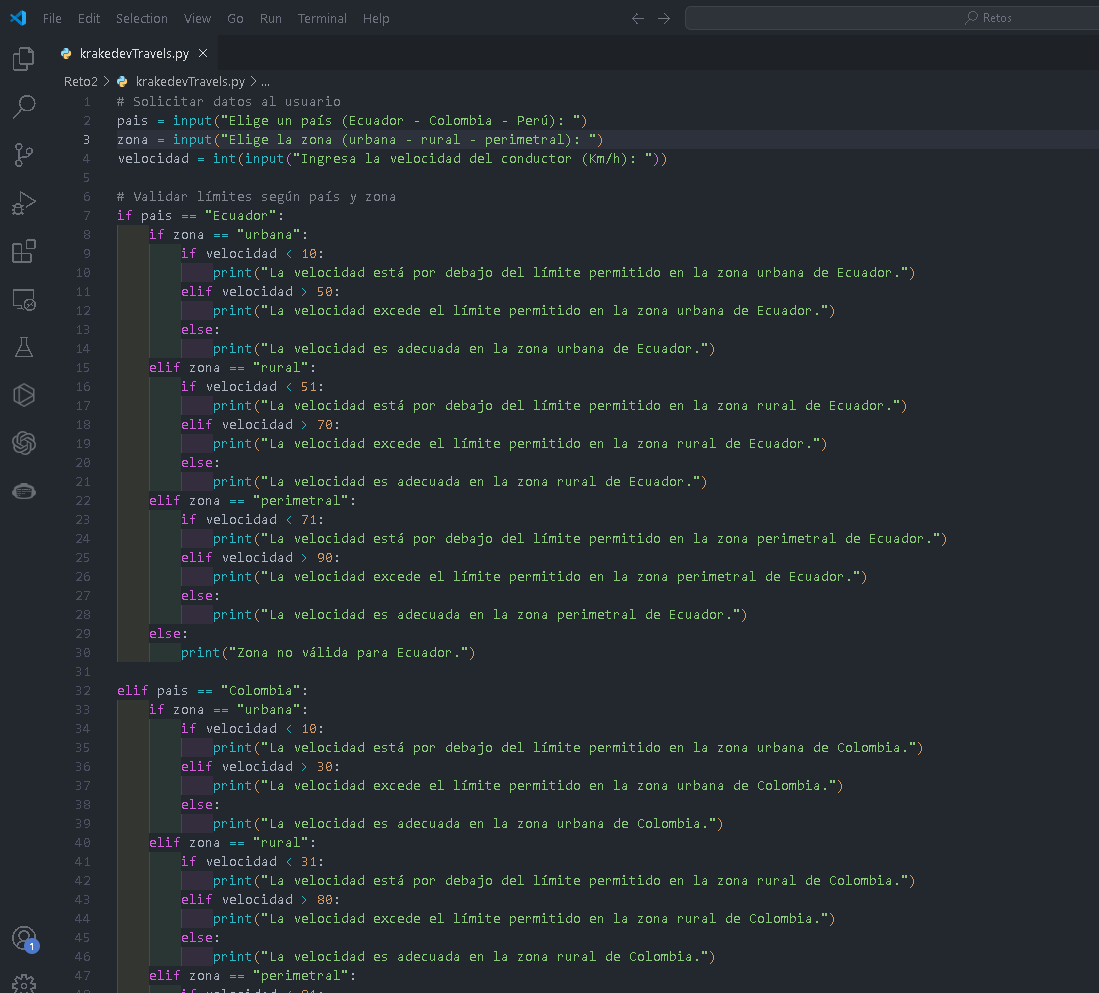 File Edit Selection View Go Run Terminal Help
Retos
krakedevTravels.py
Reto2 > krakedevTravels.py > ...
1 # Solicitar datos al usuario
2 pais = input("Elige un país (Ecuador - Colombia - Perú): ")
3 zona = input("Elige la zona (urbana - rural - perimetral): ")
4 velocidad = int(input("Ingresa la velocidad del conductor (Km/h): "))
5
6 # Validar límites según país y zona
7 if pais == "Ecuador":
8     if zona == "urbana":
9         if velocidad < 10:
10             print("La velocidad está por debajo del límite permitido en la zona urbana de Ecuador.")
11         elif velocidad > 50:
12             print("La velocidad excede el límite permitido en la zona urbana de Ecuador.")
13         else:
14             print("La velocidad es adecuada en la zona urbana de Ecuador.")
15     elif zona == "rural":
16         if velocidad < 51:
17             print("La velocidad está por debajo del límite permitido en la zona rural de Ecuador.")
18         elif velocidad > 70:
19             print("La velocidad excede el límite permitido en la zona rural de Ecuador.")
20         else:
21             print("La velocidad es adecuada en la zona rural de Ecuador.")
22     elif zona == "perimetral":
23         if velocidad < 71:
24             print("La velocidad está por debajo del límite permitido en la zona perimetral de Ecuador.")
25         elif velocidad > 90:
26             print("La velocidad excede el límite permitido en la zona perimetral de Ecuador.")
27         else:
28             print("La velocidad es adecuada en la zona perimetral de Ecuador.")
29     else:
30         print("Zona no válida para Ecuador.")
31
32 elif pais == "Colombia":
33     if zona == "urbana":
34         if velocidad < 10:
35             print("La velocidad está por debajo del límite permitido en la zona urbana de Colombia.")
36         elif velocidad > 30:
37             print("La velocidad excede el límite permitido en la zona urbana de Colombia.")
38         else:
39             print("La velocidad es adecuada en la zona urbana de Colombia.")
40     elif zona == "rural":
41         if velocidad < 31:
42             print("La velocidad está por debajo del límite permitido en la zona rural de Colombia.")
43         elif velocidad > 80:
44             print("La velocidad excede el límite permitido en la zona rural de Colombia.")
45         else:
46             print("La velocidad es adecuada en la zona rural de Colombia.")
47     elif zona == "perimetral":
1